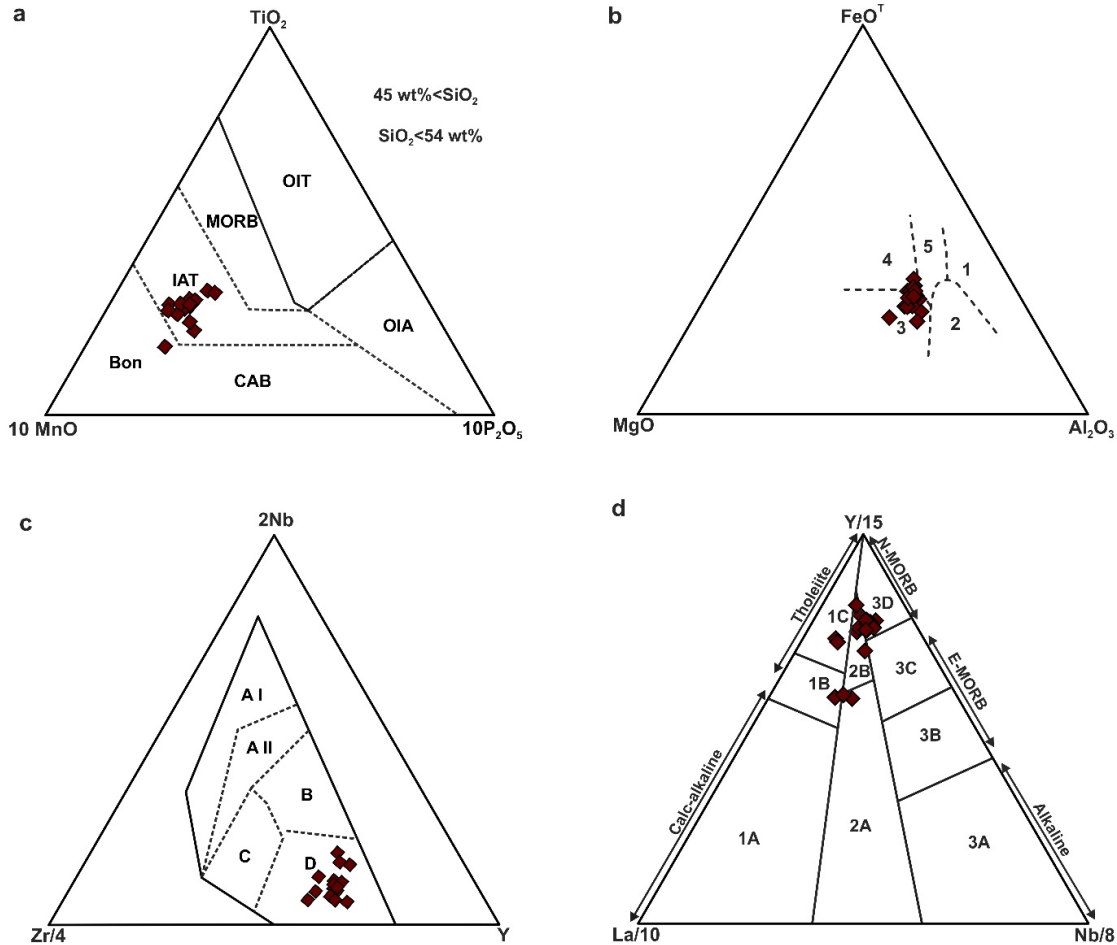 a
TiO₂
45 wt%<SiO₂
SiO₂<54 wt%
OIT
MORB
IAT
OIA
Bon
CAB
10 MnO
10P₂O₅
b
FeOᵀ
4
5
1
3
2
MgO
Al₂O₃
c
2Nb
A I
A II
B
C
D
Zr/4
Y
d
Y/15
Tholeiite
N-MORB
1C
3D
E-MORB
1B
2B
3C
3B
Calc-alkaline
Alkaline
1A
2A
3A
La/10
Nb/8